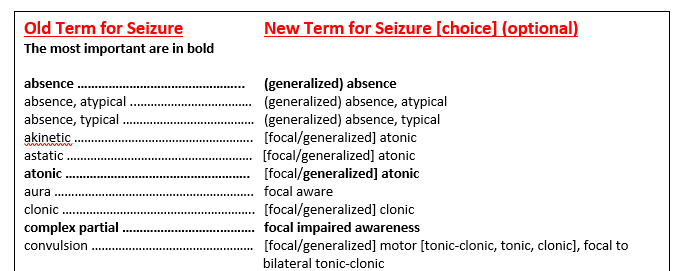 Old Term for Seizure New Term for Seizure [choice] (optional)
The most important are in bold
absence ................................................ (generalized) absence
absence, atypical ................................... (generalized) absence, atypical
absence, typical ...................................... (generalized) absence, typical
akinetic .................................................... [focal/generalized] atonic
astatic ...................................................... [focal/generalized] atonic
atonic ..................................................... [focal/generalized] atonic
aura .......................................................... focal aware
clonic ........................................................ [focal/generalized] clonic
complex partial ...................................... focal impaired awareness
convulsion ............................................... [focal/generalized] motor [tonic-clonic, tonic, clonic], focal to
bilateral tonic-clonic